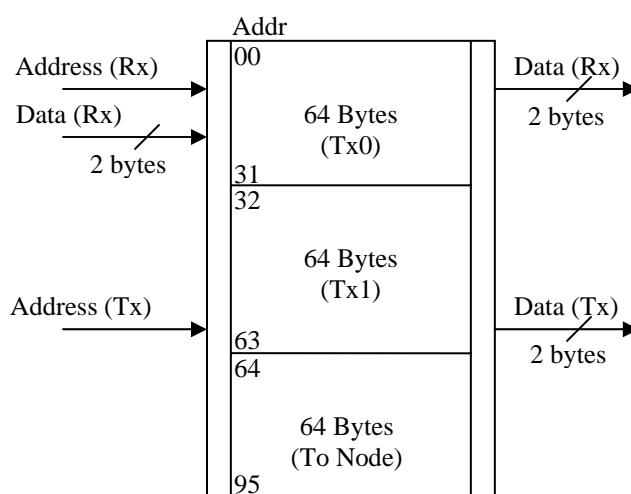 Addr
Address (Rx)
Data (Rx)
2 bytes
00
64 Bytes
(Tx0)
31
Data (Rx)
2 bytes
32
64 Bytes
(Tx1)
63
Address (Tx)
Data (Tx)
2 bytes
64
64 Bytes
(To Node)
95